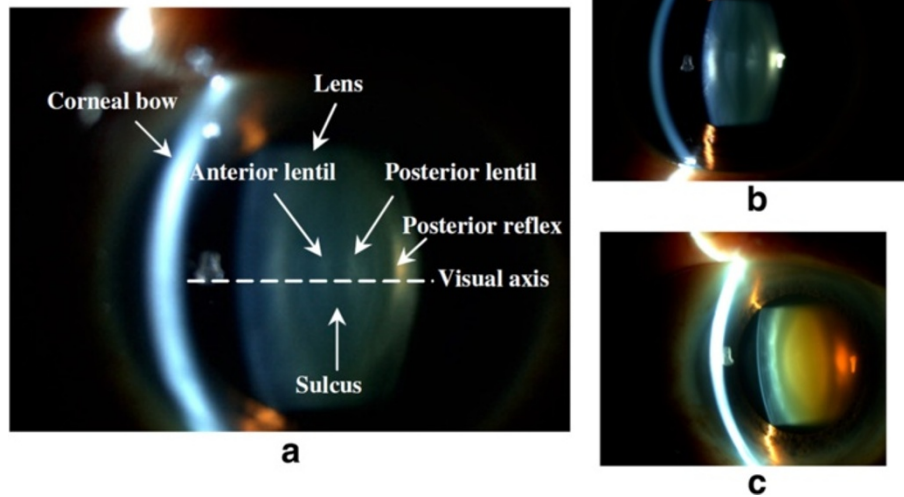 Lens
Corneal bow
Anterior lentil
Posterior lentil
Posterior reflex
Visual axis
Sulcus
a
b
c